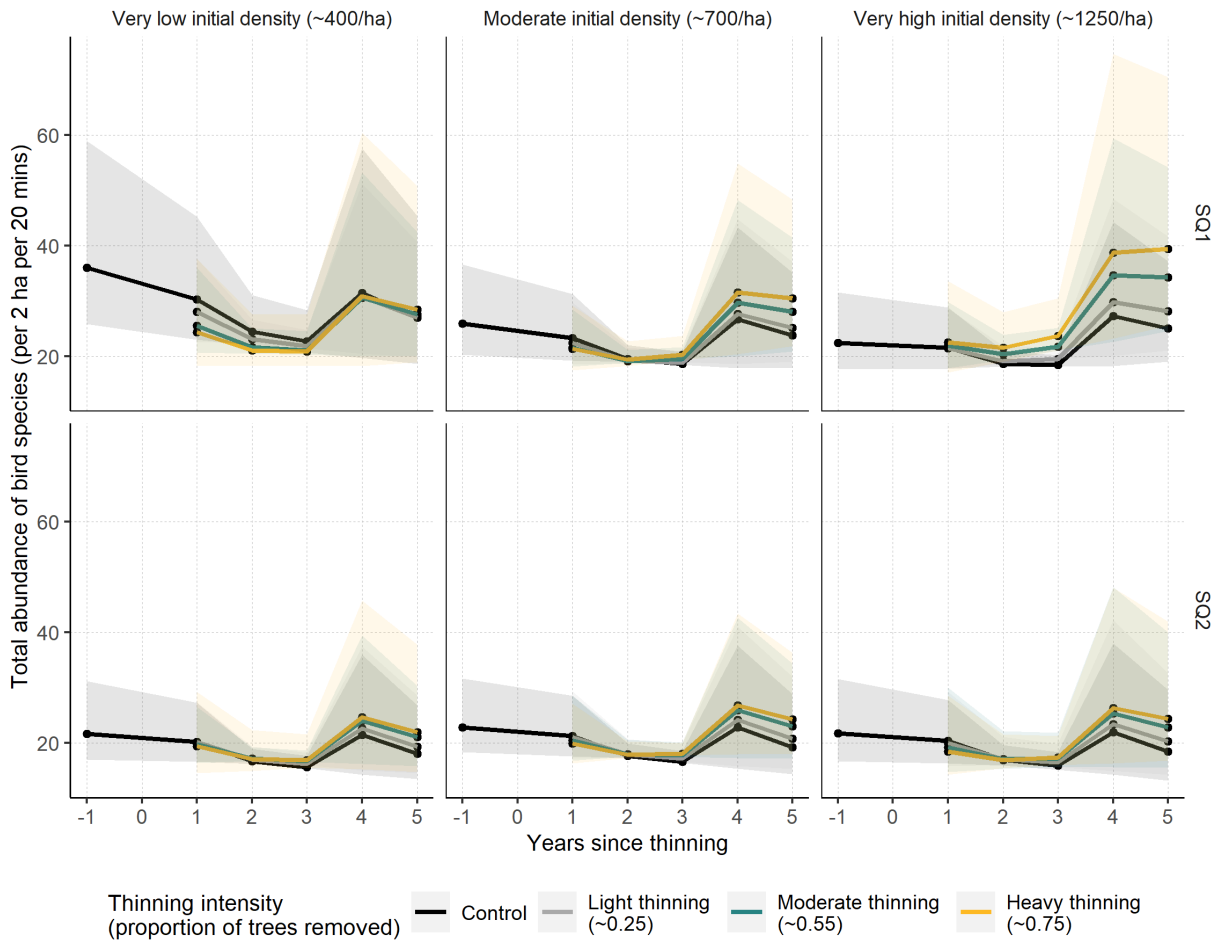 Very low initial density (~400/ha)
Moderate initial density (~700/ha)
Very high initial density (~1250/ha)
Total abundance of bird species (per 2 ha per 20 mins)
60
40
20
SQ1
60
40
20
SQ2
-1 0 1 2 3 4 5
-1 0 1 2 3 4 5
-1 0 1 2 3 4 5
Years since thinning
Thinning intensity
(proportion of trees removed)
Control
Light thinning
(~0.25)
Moderate thinning
(~0.55)
Heavy thinning
(~0.75)